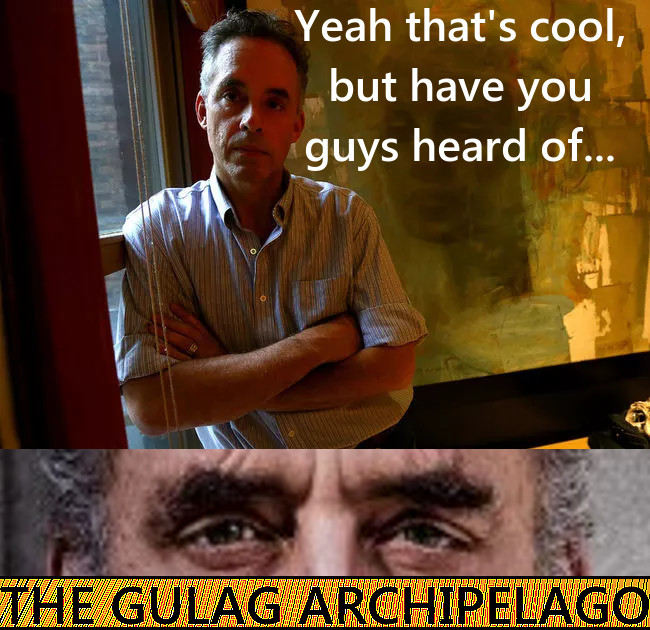 Yeah that's cool,
but have you
guys heard of...
THE GULAG ARCHIPELAGO